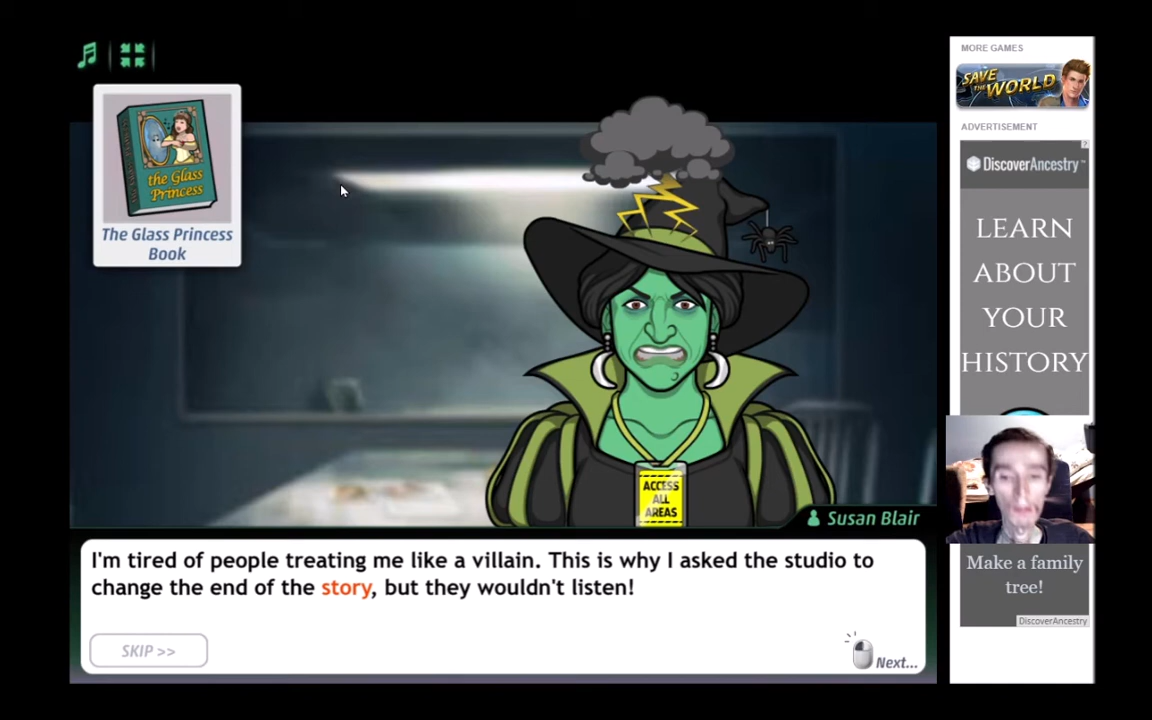 MORE GAMES
SAVE
THE WORLD
ADVERTISEMENT
DiscoverAncestry™
the Glass
Princess
The Glass Princess
Book
LEARN
ABOUT
YOUR
HISTORY
ACCESS
ALL
AREAS
Susan Blair
I'm tired of people treating me like a villain. This is why I asked the studio to
change the end of the story, but they wouldn't listen!
Make a family
tree!
DiscoverAncestry
SKIP >>
Next...